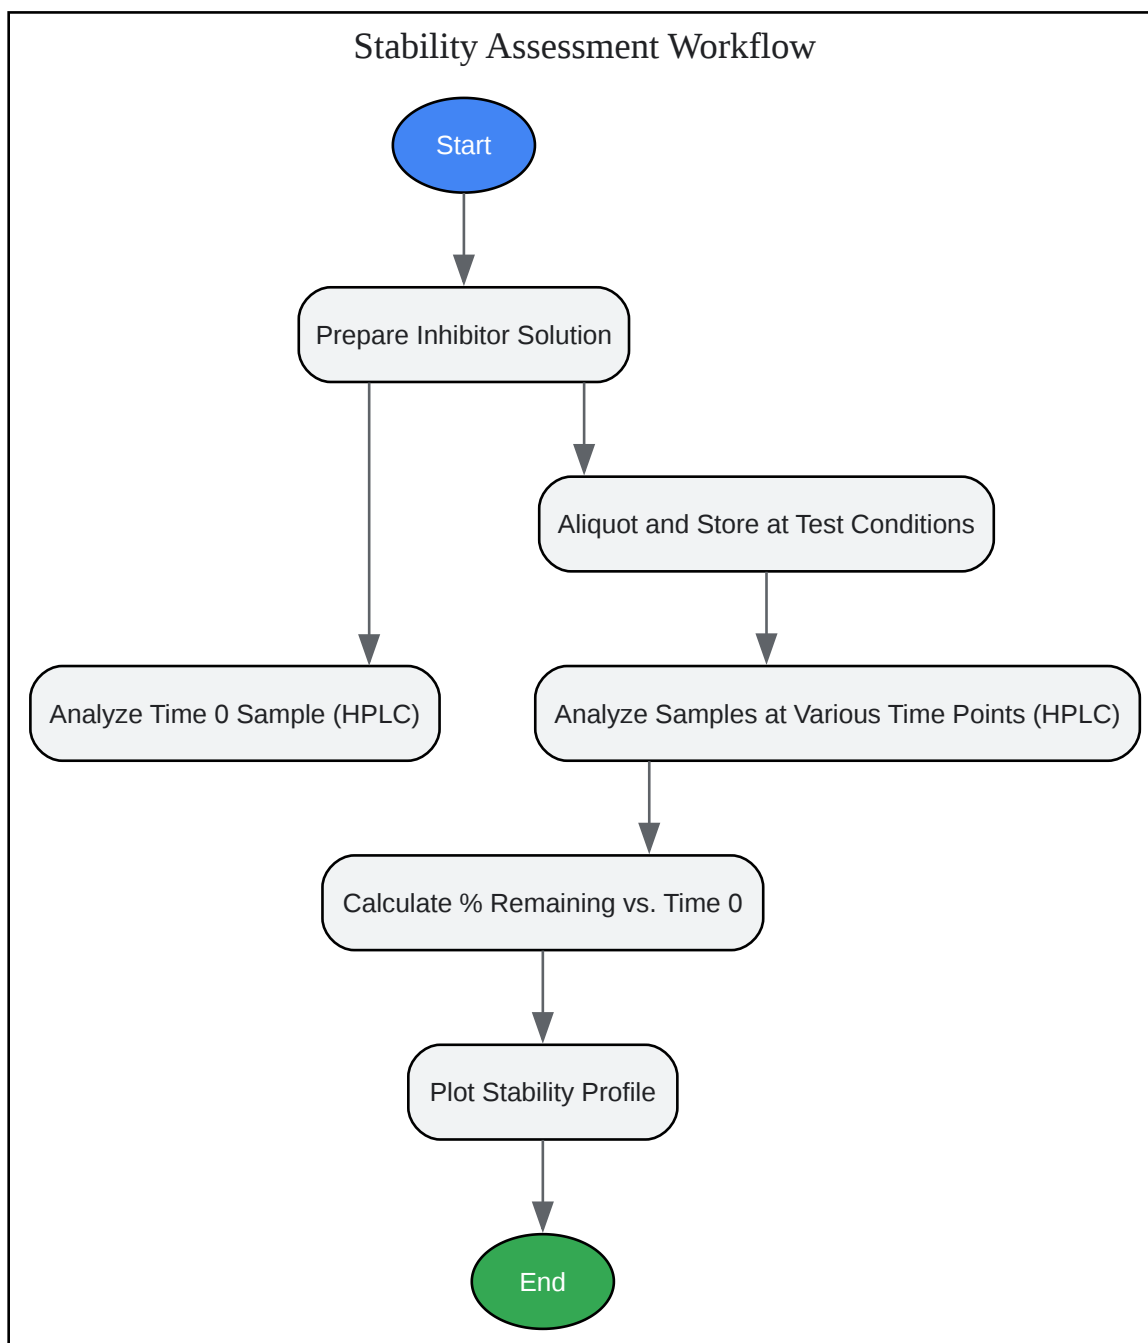 Stability Assessment Workflow
Start
Prepare Inhibitor Solution
Aliquot and Store at Test Conditions
Analyze Time 0 Sample (HPLC)
Analyze Samples at Various Time Points (HPLC)
Calculate % Remaining vs. Time 0
Plot Stability Profile
End